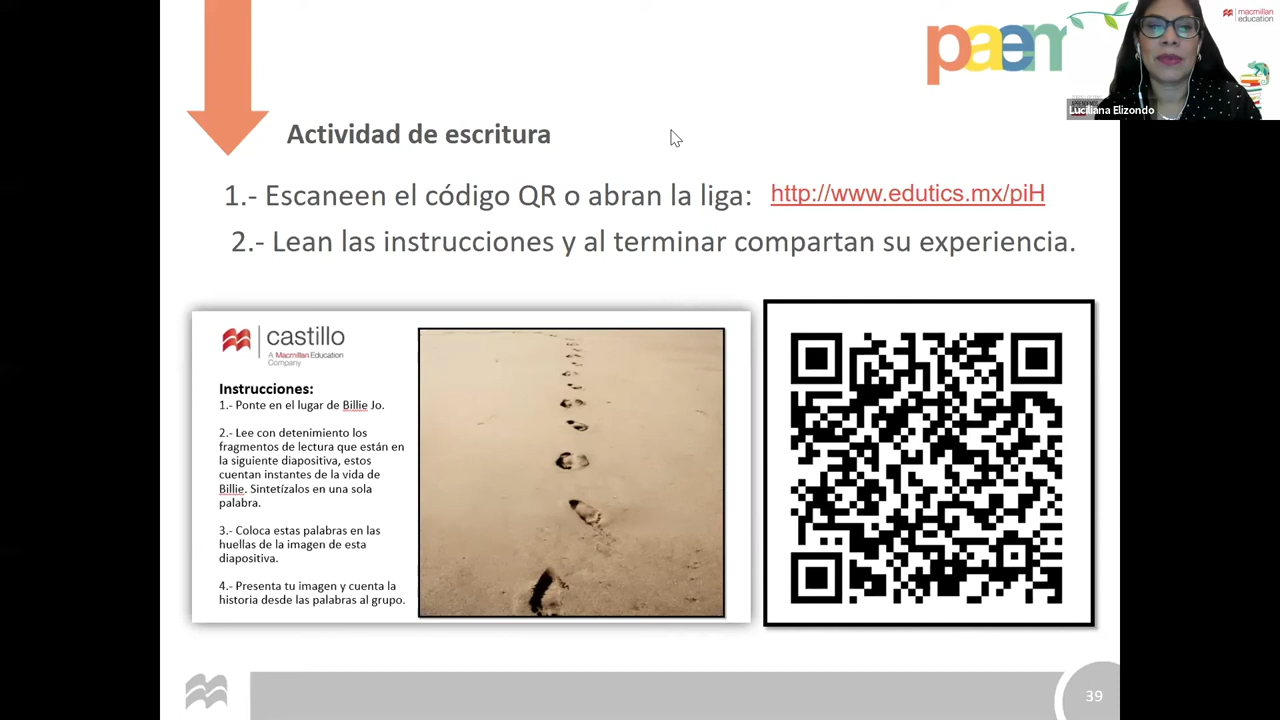 paem
macmillan
education
Luciliana Elizondo
Actividad de escritura
1.- Escaneen el código QR o abran la liga: http://www.edutics.mx/piH
2.- Lean las instrucciones y al terminar compartan su experiencia.
castillo
A Macmillan Education
Company
Instrucciones:
1.- Ponte en el lugar de Billie Jo.
2.- Lee con detenimiento los
fragmentos de lectura que están en
la siguiente diapositiva, estos
cuentan instantes de la vida de
Billie. Sintetízalos en una sola
palabra.
3.- Coloca estas palabras en las
huellas de la imagen de esta
diapositiva.
4.- Presenta tu imagen y cuenta la
historia desde las palabras al grupo.
39